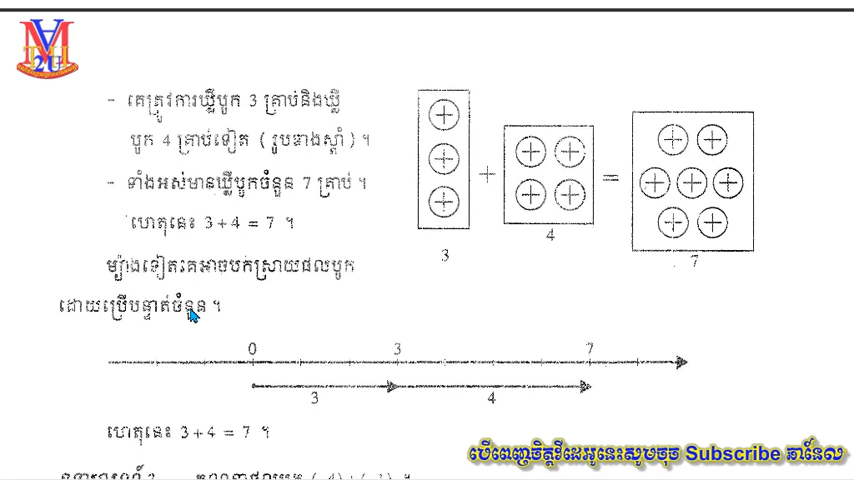 - គេត្រូវការឃ្លីបូក 3 គ្រាប់និងឃ្លី
បូក 4 គ្រាប់ទៀត ( រូបខាងស្តាំ ) ។
- ទាំងអស់មានឃ្លីបូកចំនួន 7 គ្រាប់ ។
ហេតុនេះ 3 + 4 = 7 ។
+ =
3
4
7
ម្យ៉ាងទៀតគេអាចបកស្រាយផលបូក
ដោយប្រើបន្ទាត់ចំនួន ។
0 3 7
3 4
ហេតុនេះ 3 + 4 = 7 ។
បើពេញចិត្តវីដេអូនេះសូមចុច Subscribe ឆានែល